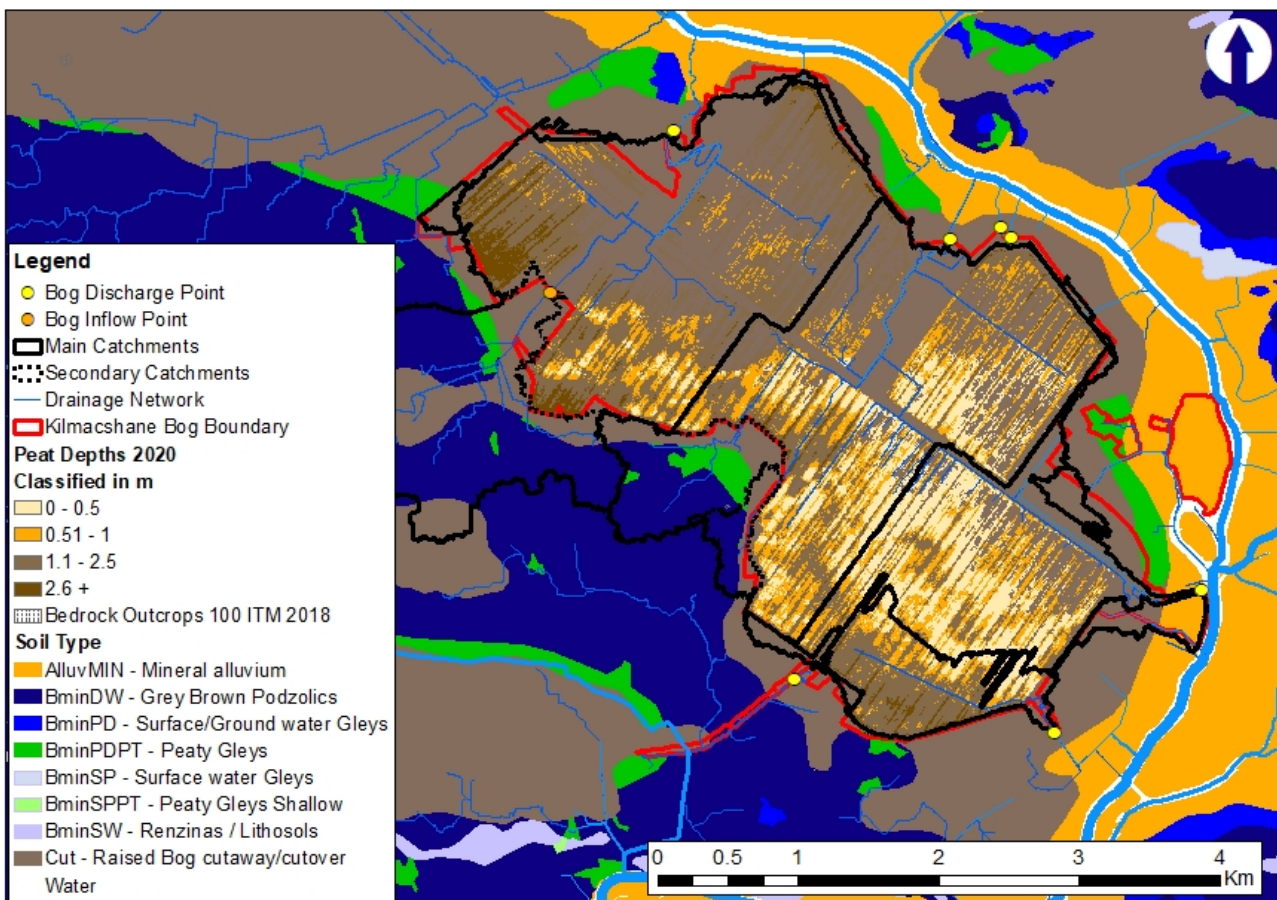 Legend
Bog Discharge Point
Bog Inflow Point
Main Catchments
Secondary Catchments
Drainage Network
Kilmacshane Bog Boundary
Peat Depths 2020
Classified in m
0 - 0.5
0.51 - 1
1.1 - 2.5
2.6 +
Bedrock Outcrops 100 ITM 2018
Soil Type
AlluvMIN - Mineral alluvium
BminDW - Grey Brown Podzolics
BminPD - Surface/Ground water Gleys
BminPDPT - Peaty Gleys
BminSP - Surface water Gleys
BminSPPT - Peaty Gleys Shallow
BminSW - Renzinas / Lithosols
Cut - Raised Bog cutaway/cutover
Water
0 0.5 1 2 3 4
Km